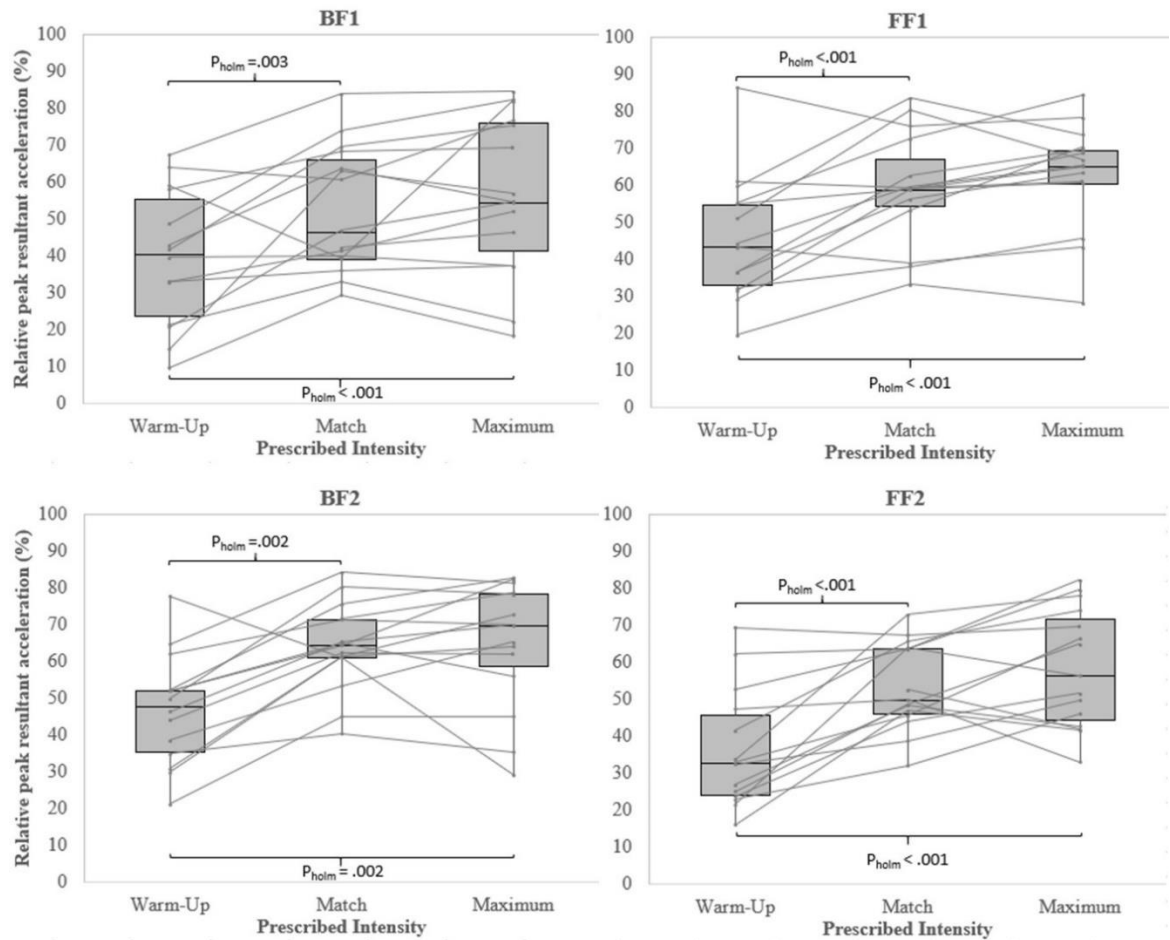 BF1
Relative peak resultant acceleration (%)
100
90
80
70
60
50
40
30
20
10
0
Pholm =.003
Pholm < .001
Warm-Up Match Maximum
Prescribed Intensity
FF1
100
90
80
70
60
50
40
30
20
10
0
Pholm <.001
Pholm < .001
Warm-Up Match Maximum
Prescribed Intensity
BF2
Relative peak resultant acceleration (%)
100
90
80
70
60
50
40
30
20
10
0
Pholm =.002
Pholm = .002
Warm-Up Match Maximum
Prescribed Intensity
FF2
100
90
80
70
60
50
40
30
20
10
0
Pholm <.001
Pholm < .001
Warm-Up Match Maximum
Prescribed Intensity